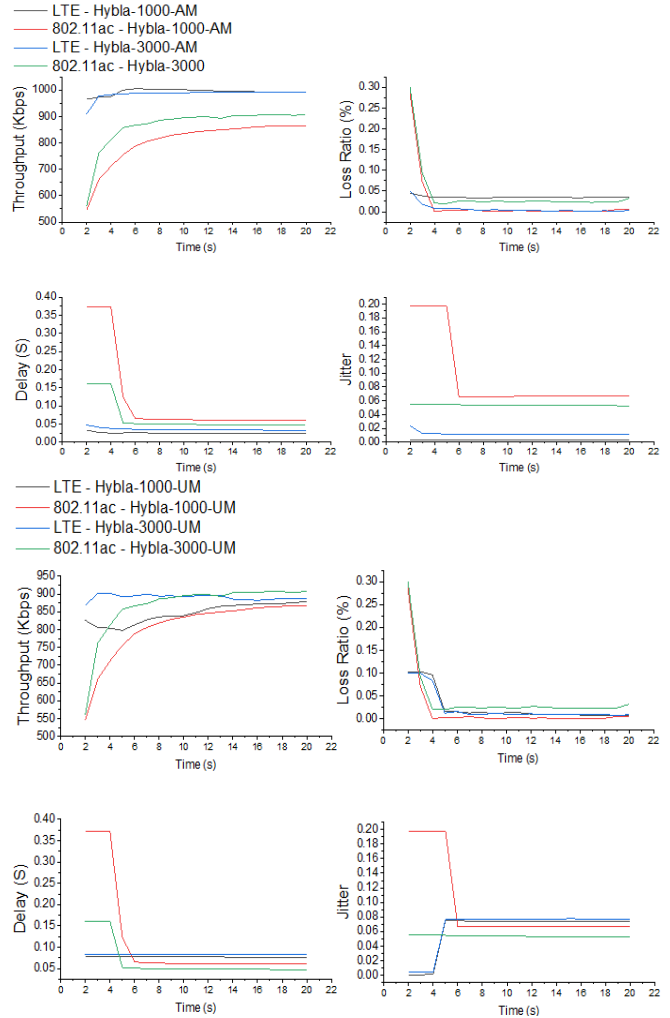 LTE - Hybla-1000-AM
802.11ac - Hybla-1000-AM
LTE - Hybla-3000-AM
802.11ac - Hybla-3000
Throughput (Kbps)
1000
900
800
700
600
500
0 2 4 6 8 10 12 14 16 18 20 22
Time (s)
Loss Ratio (%)
0.30
0.25
0.20
0.15
0.10
0.05
0.00
0 2 4 6 8 10 12 14 16 18 20 22
Time (s)
Delay (S)
0.40
0.35
0.30
0.25
0.20
0.15
0.10
0.05
0.00
0 2 4 6 8 10 12 14 16 18 20 22
Time (s)
Jitter
0.20
0.18
0.16
0.14
0.12
0.10
0.08
0.06
0.04
0.02
0.00
0 2 4 6 8 10 12 14 16 18 20 22
Time (s)
LTE - Hybla-1000-UM
802.11ac - Hybla-1000-UM
LTE - Hybla-3000-UM
802.11ac - Hybla-3000-UM
Throughput (Kbps)
950
900
850
800
750
700
650
600
550
500
0 2 4 6 8 10 12 14 16 18 20 22
Time (s)
Loss Ratio (%)
0.30
0.25
0.20
0.15
0.10
0.05
0.00
0 2 4 6 8 10 12 14 16 18 20 22
Time (s)
Delay (S)
0.40
0.35
0.30
0.25
0.20
0.15
0.10
0.05
0 2 4 6 8 10 12 14 16 18 20 22
Time (s)
Jitter
0.20
0.18
0.16
0.14
0.12
0.10
0.08
0.06
0.04
0.02
0.00
0 2 4 6 8 10 12 14 16 18 20 22
Time (s)